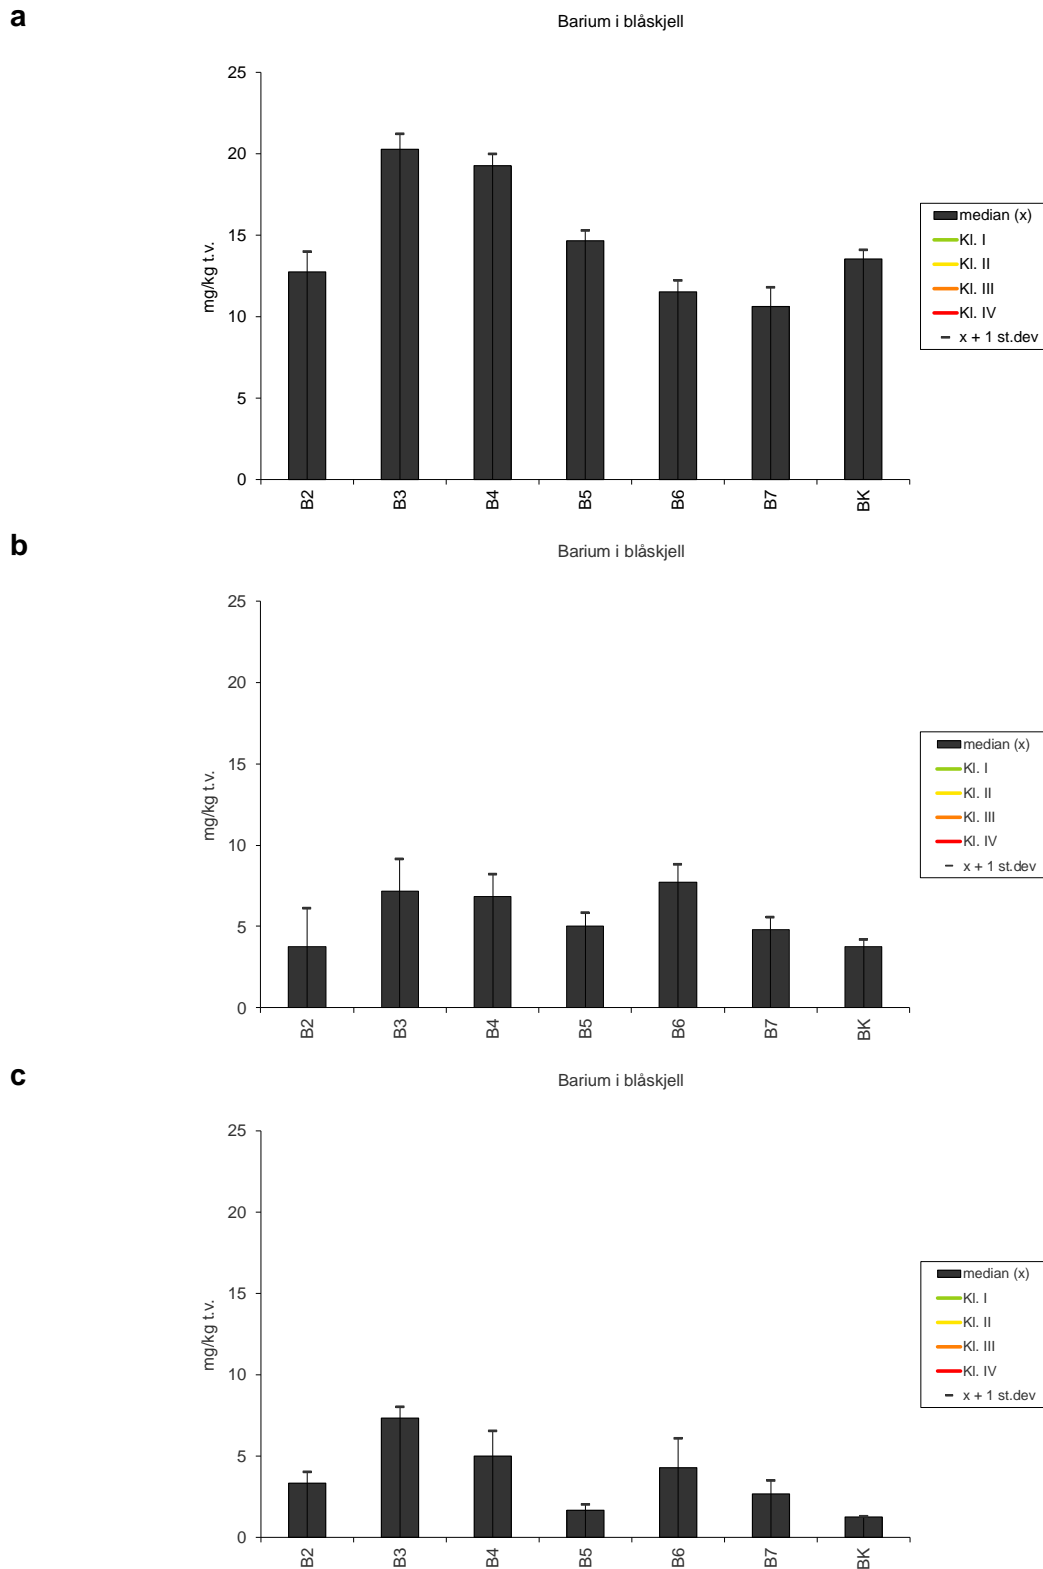 a
Barium i blåskjell
25
20
15
10
5
0
mg/kg t.v.
B2 B3 B4 B5 B6 B7 BK
median (x)
Kl. I
Kl. II
Kl. III
Kl. IV
x + 1 st.dev
b
Barium i blåskjell
25
20
15
10
5
0
mg/kg t.v.
B2 B3 B4 B5 B6 B7 BK
median (x)
Kl. I
Kl. II
Kl. III
Kl. IV
x + 1 st.dev
c
Barium i blåskjell
25
20
15
10
5
0
mg/kg t.v.
B2 B3 B4 B5 B6 B7 BK
median (x)
Kl. I
Kl. II
Kl. III
Kl. IV
x + 1 st.dev